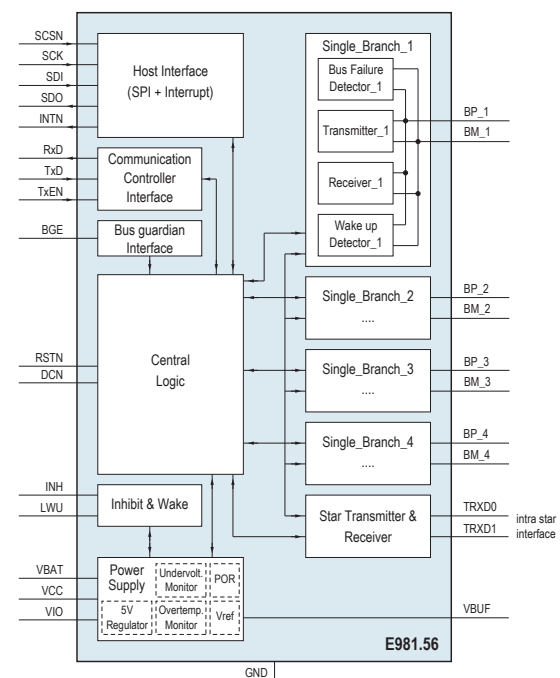 SCSN
SCK
SDI
SDO
INTN
RxD
TxD
TxEN
BGE
RSTN
DCN
INH
LWU
VBAT
VCC
VIO
Host Interface
(SPI + Interrupt)
Communication
Controller
Interface
Bus guardian
Interface
Central
Logic
Inhibit & Wake
Power
Supply
Undervolt.
Monitor
POR
5V
Regulator
Overtemp.
Monitor
Vref
Single_Branch_1
Bus Failure
Detector_1
Transmitter_1
Receiver_1
Wake up
Detector_1
Single_Branch_2
....
Single_Branch_3
....
Single_Branch_4
....
Star Transmitter &
Receiver
BP_1
BM_1
BP_2
BM_2
BP_3
BM_3
BP_4
BM_4
TRXD0
TRXD1
intra star
interface
VBUF
E981.56
GND